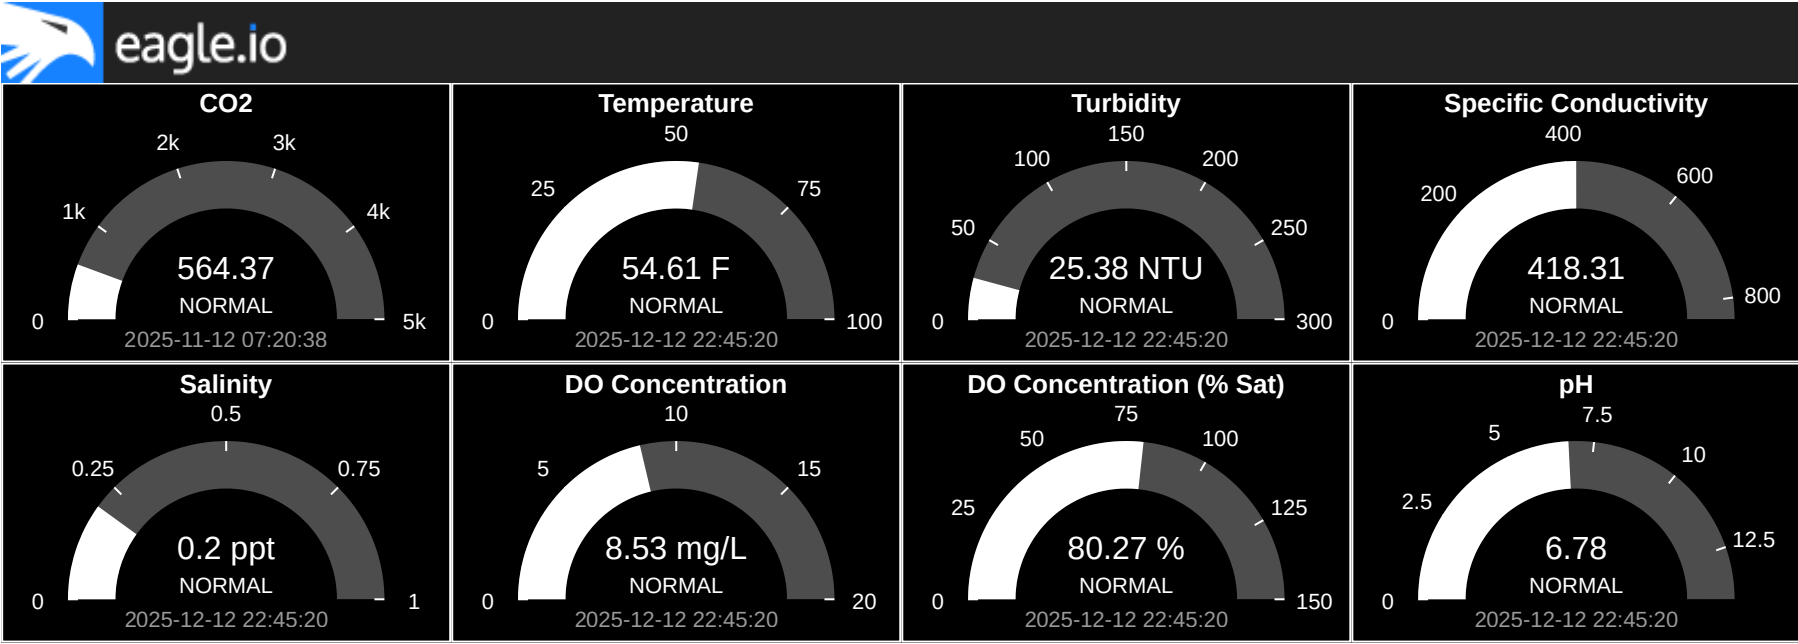 eagle.io
CO2
0
1k
2k
3k
4k
5k
564.37
NORMAL
2025-11-12 07:20:38
Temperature
0
25
50
75
100
54.61 F
NORMAL
2025-12-12 22:45:20
Turbidity
0
50
100
150
200
250
300
25.38 NTU
NORMAL
2025-12-12 22:45:20
Specific Conductivity
0
200
400
600
800
418.31
NORMAL
2025-12-12 22:45:20
Salinity
0
0.25
0.5
0.75
1
0.2 ppt
NORMAL
2025-12-12 22:45:20
DO Concentration
0
5
10
15
20
8.53 mg/L
NORMAL
2025-12-12 22:45:20
DO Concentration (% Sat)
0
25
50
75
100
125
150
80.27 %
NORMAL
2025-12-12 22:45:20
pH
0
2.5
5
7.5
10
12.5
6.78
NORMAL
2025-12-12 22:45:20